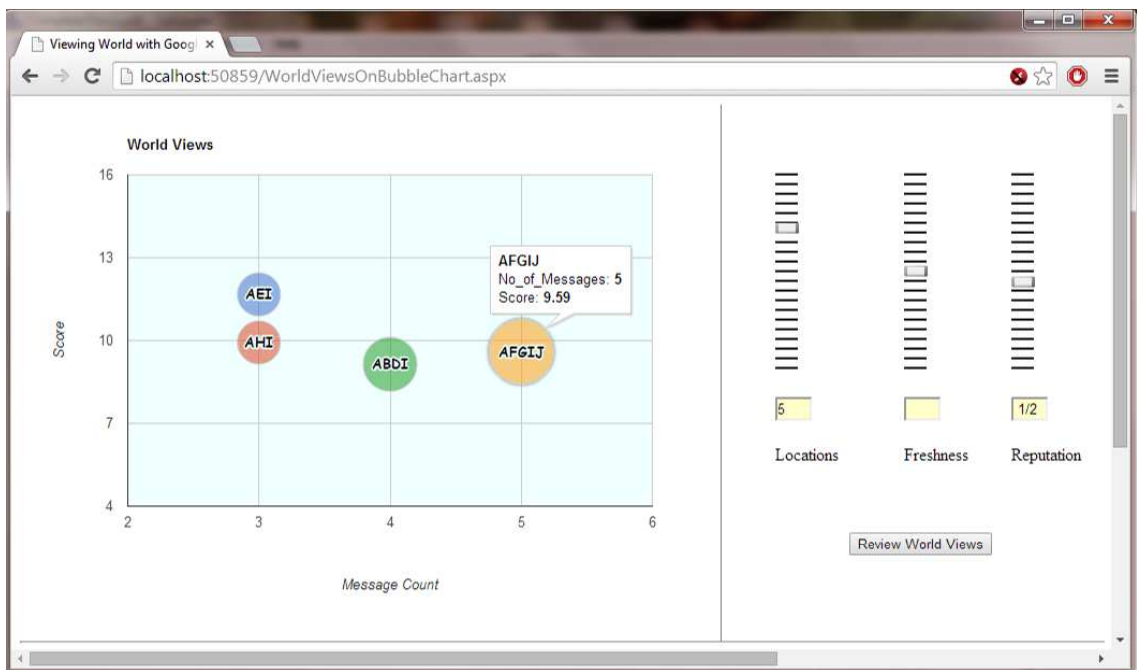 Viewing World with Googl
localhost:50859/WorldViewsOnBubbleChart.aspx
World Views
16
13
10
7
4
Score
AEI
AHI
ABDI
AFGIJ
AFGIJ
No_of_Messages: 5
Score: 9.59
2 3 4 5 6
Message Count
5 1/2
Locations Freshness Reputation
Review World Views